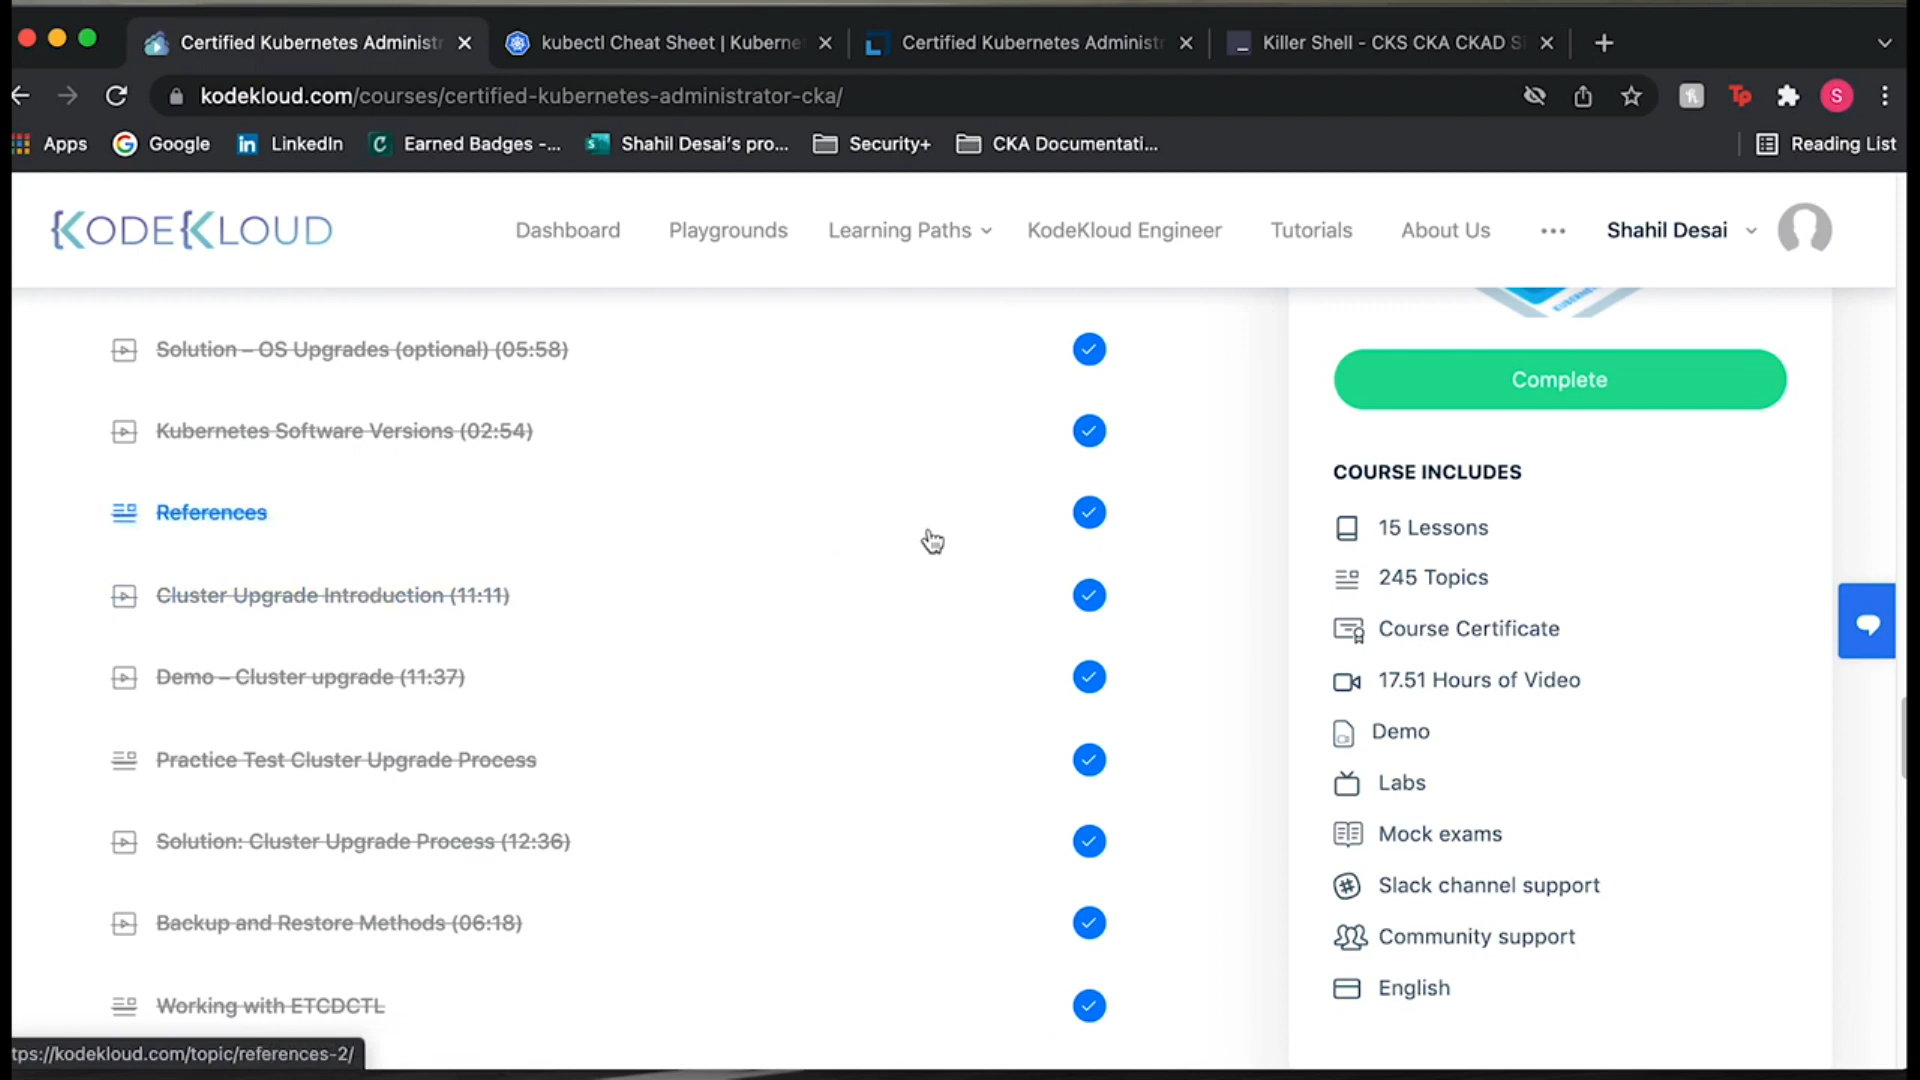 Certified Kubernetes Administr
kubectl Cheat Sheet | Kuberne
Certified Kubernetes Administ
Killer Shell - CKS CKA CKAD S
kodekloud.com/courses/certified-kubernetes-administrator-cka/
Tp
S
Apps
Google
LinkedIn
Earned Badges -...
Shahil Desai's pro...
Security+
CKA Documentati...
Reading List
KODEKLOUD
Dashboard
Playgrounds
Learning Paths
KodeKloud Engineer
Tutorials
About Us
Shahil Desai
Solution – OS Upgrades (optional) (05:58)
Kubernetes Software Versions (02:54)
References
Cluster Upgrade Introduction (11:11)
Demo – Cluster upgrade (11:37)
Practice Test Cluster Upgrade Process
Solution: Cluster Upgrade Process (12:36)
Backup and Restore Methods (06:18)
Working with ETCDCTL
Complete
COURSE INCLUDES
15 Lessons
245 Topics
Course Certificate
17.51 Hours of Video
Demo
Labs
Mock exams
Slack channel support
Community support
English
tps://kodekloud.com/topic/references-2/